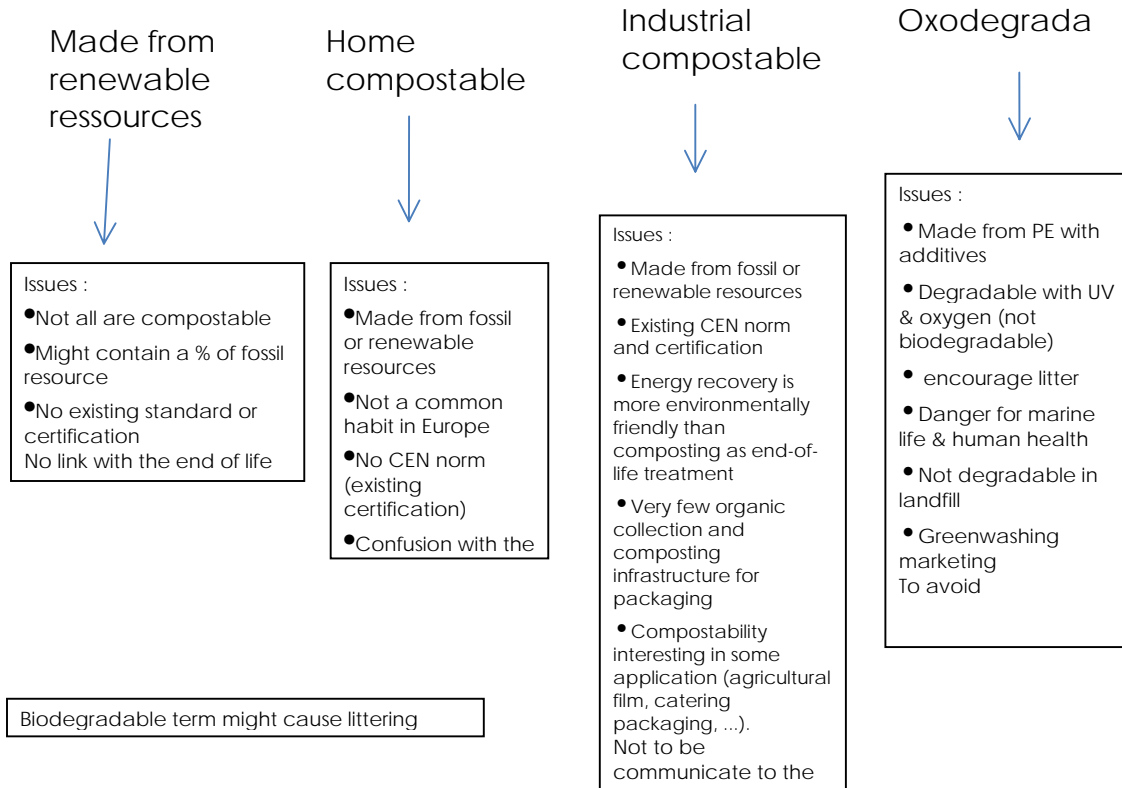 Made from
renewable
ressources
Issues :
•Not all are compostable
•Might contain a % of fossil
resource
•No existing standard or
certification
No link with the end of life
Home
compostable
Issues :
•Made from fossil
or renewable
resources
•Not a common
habit in Europe
•No CEN norm
(existing
certification)
•Confusion with the
Industrial
compostable
Issues :
• Made from fossil or
renewable resources
• Existing CEN norm
and certification
• Energy recovery is
more environmentally
friendly than
composting as end-of-
life treatment
• Very few organic
collection and
composting
infrastructure for
packaging
• Compostability
interesting in some
application (agricultural
film, catering
packaging, ...).
Not to be
communicate to the
Oxodegrada
Issues :
• Made from PE with
additives
• Degradable with UV
& oxygen (not
biodegradable)
• encourage litter
• Danger for marine
life & human health
• Not degradable in
landfill
• Greenwashing
marketing
To avoid
Biodegradable term might cause littering